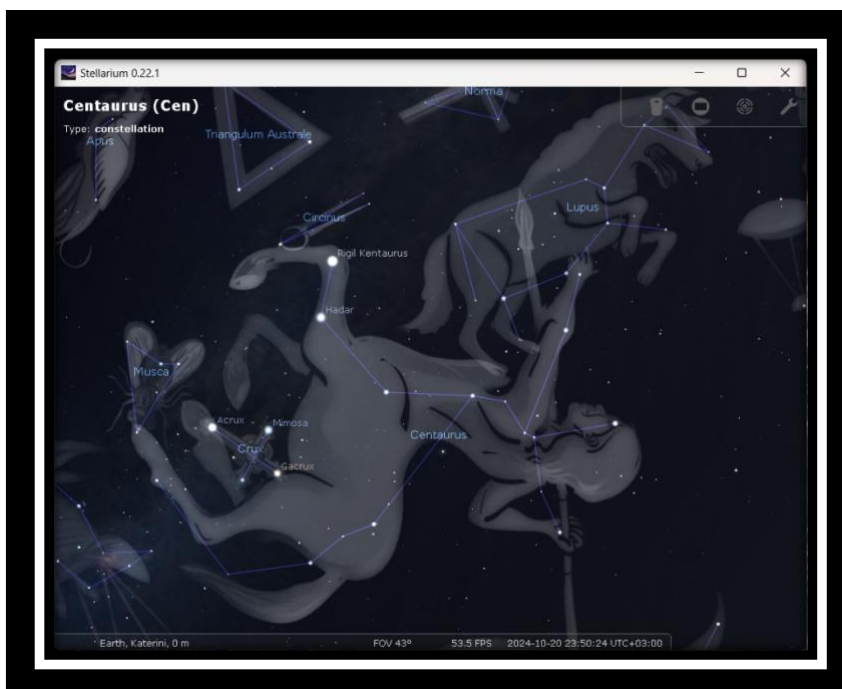 Stellarium 0.22.1
Centaurus (Cen)
Type: constellation
Norma
Apus
Triangulum Australe
Lupus
Circinus
Rigil Kentaurus
Hadar
Musca
Acrux
Mimosa
Centaurus
Crux
Gacrux
Earth, Katerini, 0 m FOV 43° 53.5 FPS 2024-10-20 23:50:24 UTC+03:00